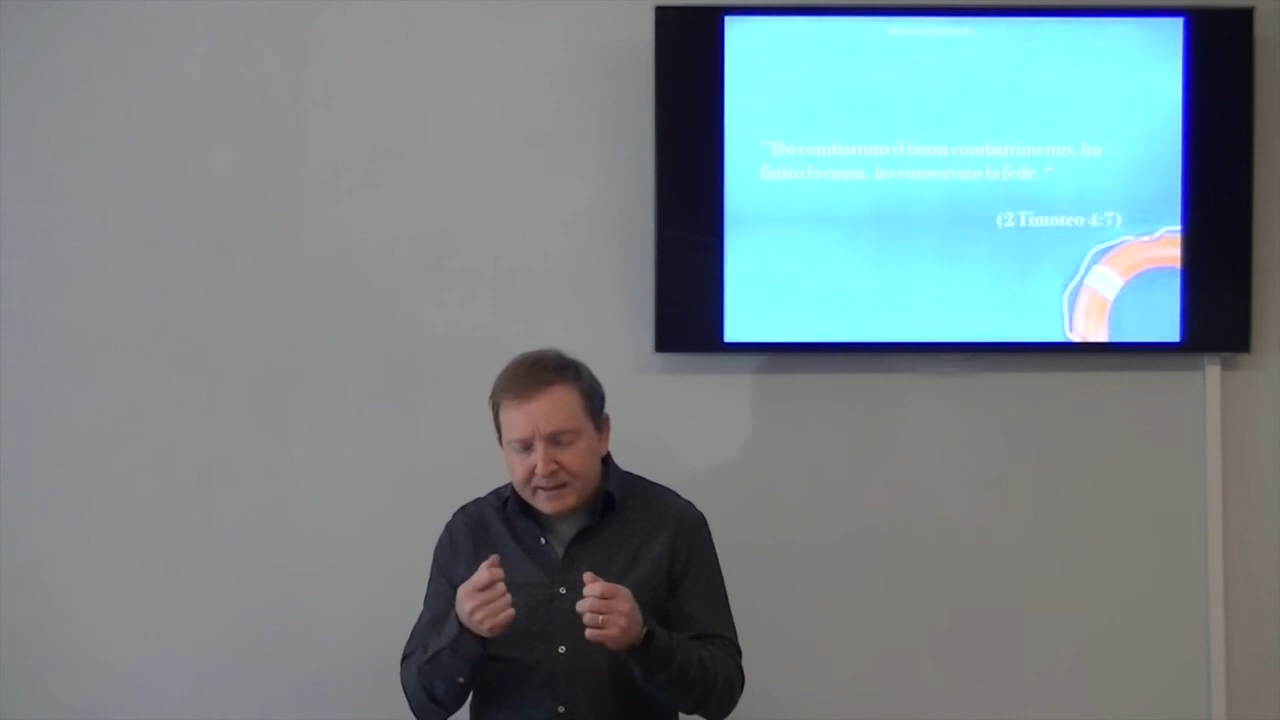 "Ho combattuto il buon combattimento, ho
finito la corsa, ho conservato la fede. "
(2 Timoteo 4:7)